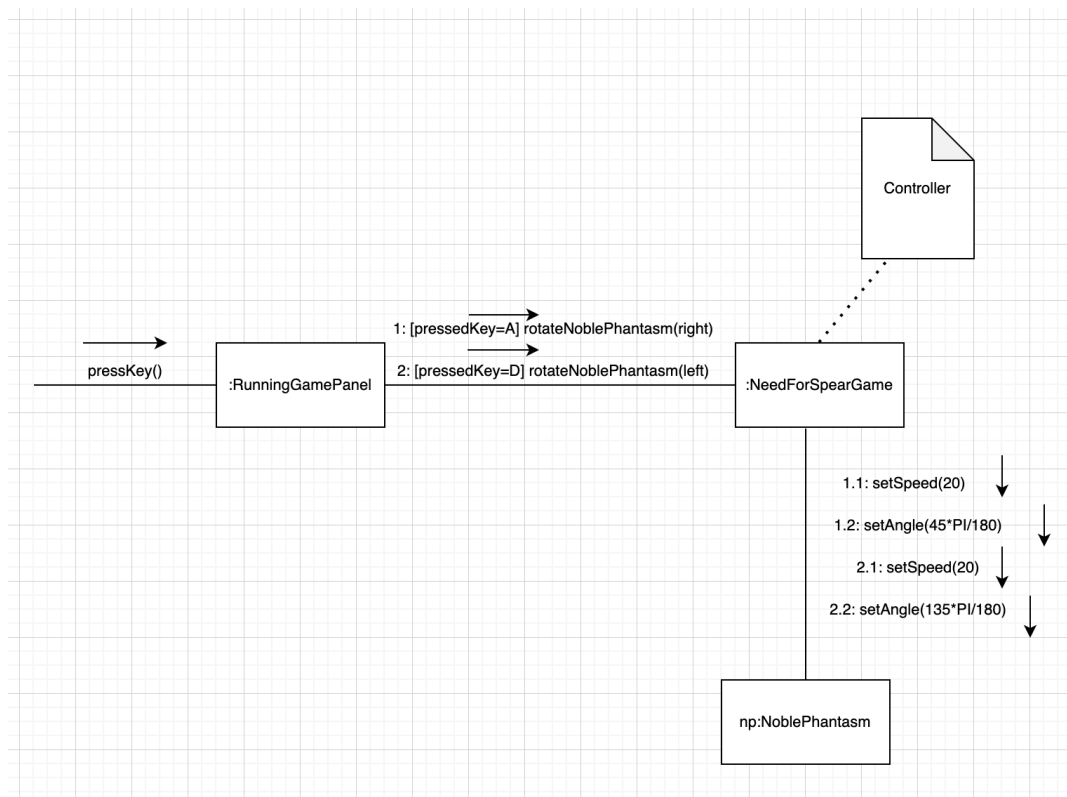 Controller
1: [pressedKey=A] rotateNoblePhantasm(right)
pressKey()
2: [pressedKey=D] rotateNoblePhantasm(left)
:RunningGamePanel
:NeedForSpearGame
1.1: setSpeed(20)
1.2: setAngle(45*PI/180)
2.1: setSpeed(20)
2.2: setAngle(135*PI/180)
np:NoblePhantasm